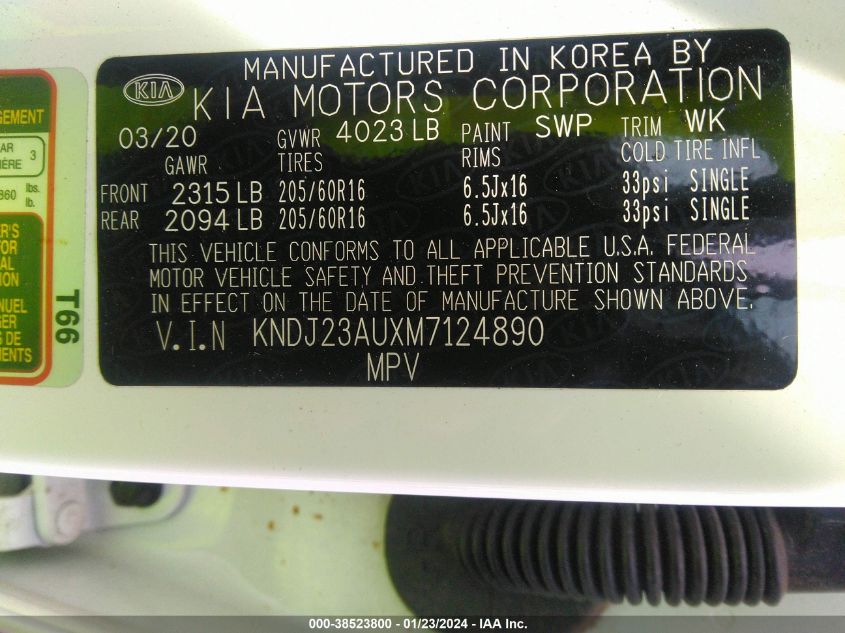 MANUFACTURED IN KOREA BY
KIA KIA MOTORS CORPORATION
03/20 GVWR 4023 LB PAINT SWP TRIM WK
GAWR TIRES RIMS COLD TIRE INFL
FRONT 2315 LB 205/60R16 6.5Jx16 33psi SINGLE
REAR 2094 LB 205/60R16 6.5Jx16 33psi SINGLE
THIS VEHICLE CONFORMS TO ALL APPLICABLE U.S.A. FEDERAL
MOTOR VEHICLE SAFETY AND THEFT PREVENTION STANDARDS
IN EFFECT ON THE DATE OF MANUFACTURE SHOWN ABOVE.
V.I.N KNDJ23AUXM7124890
MPV
3
lbs.
kg
T66
000-38523800 - 01/23/2024 - IAA Inc.